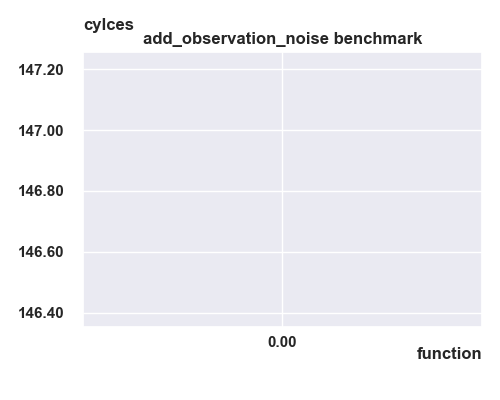 cylces
add_observation_noise benchmark
147.20
147.00
146.80
146.60
146.40
0.00
function